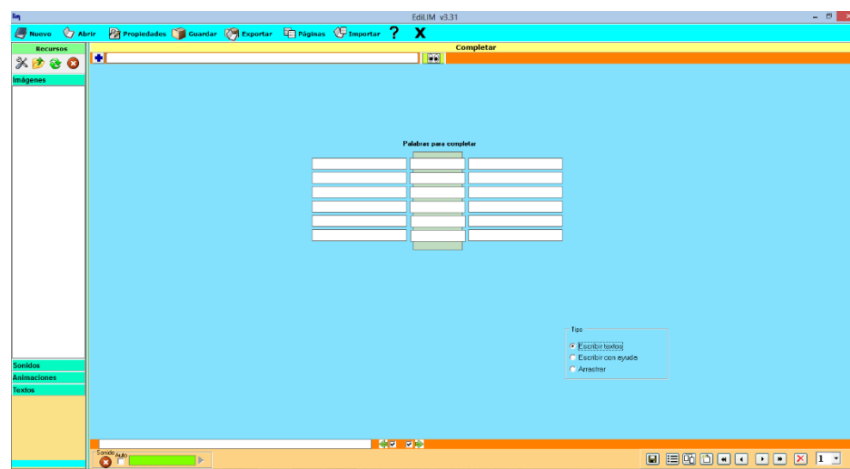 EdiLIM v3.31
Nuevo Abrir Propiedades Guardar Exportar Páginas Importar ? X
Recursos
Completar
Imágenes
Palabras para completar
Tipo
Escribir textos
Escribir con ayuda
Arrastrar
Sonidos
Animaciones
Textos
Sonido Auto
1